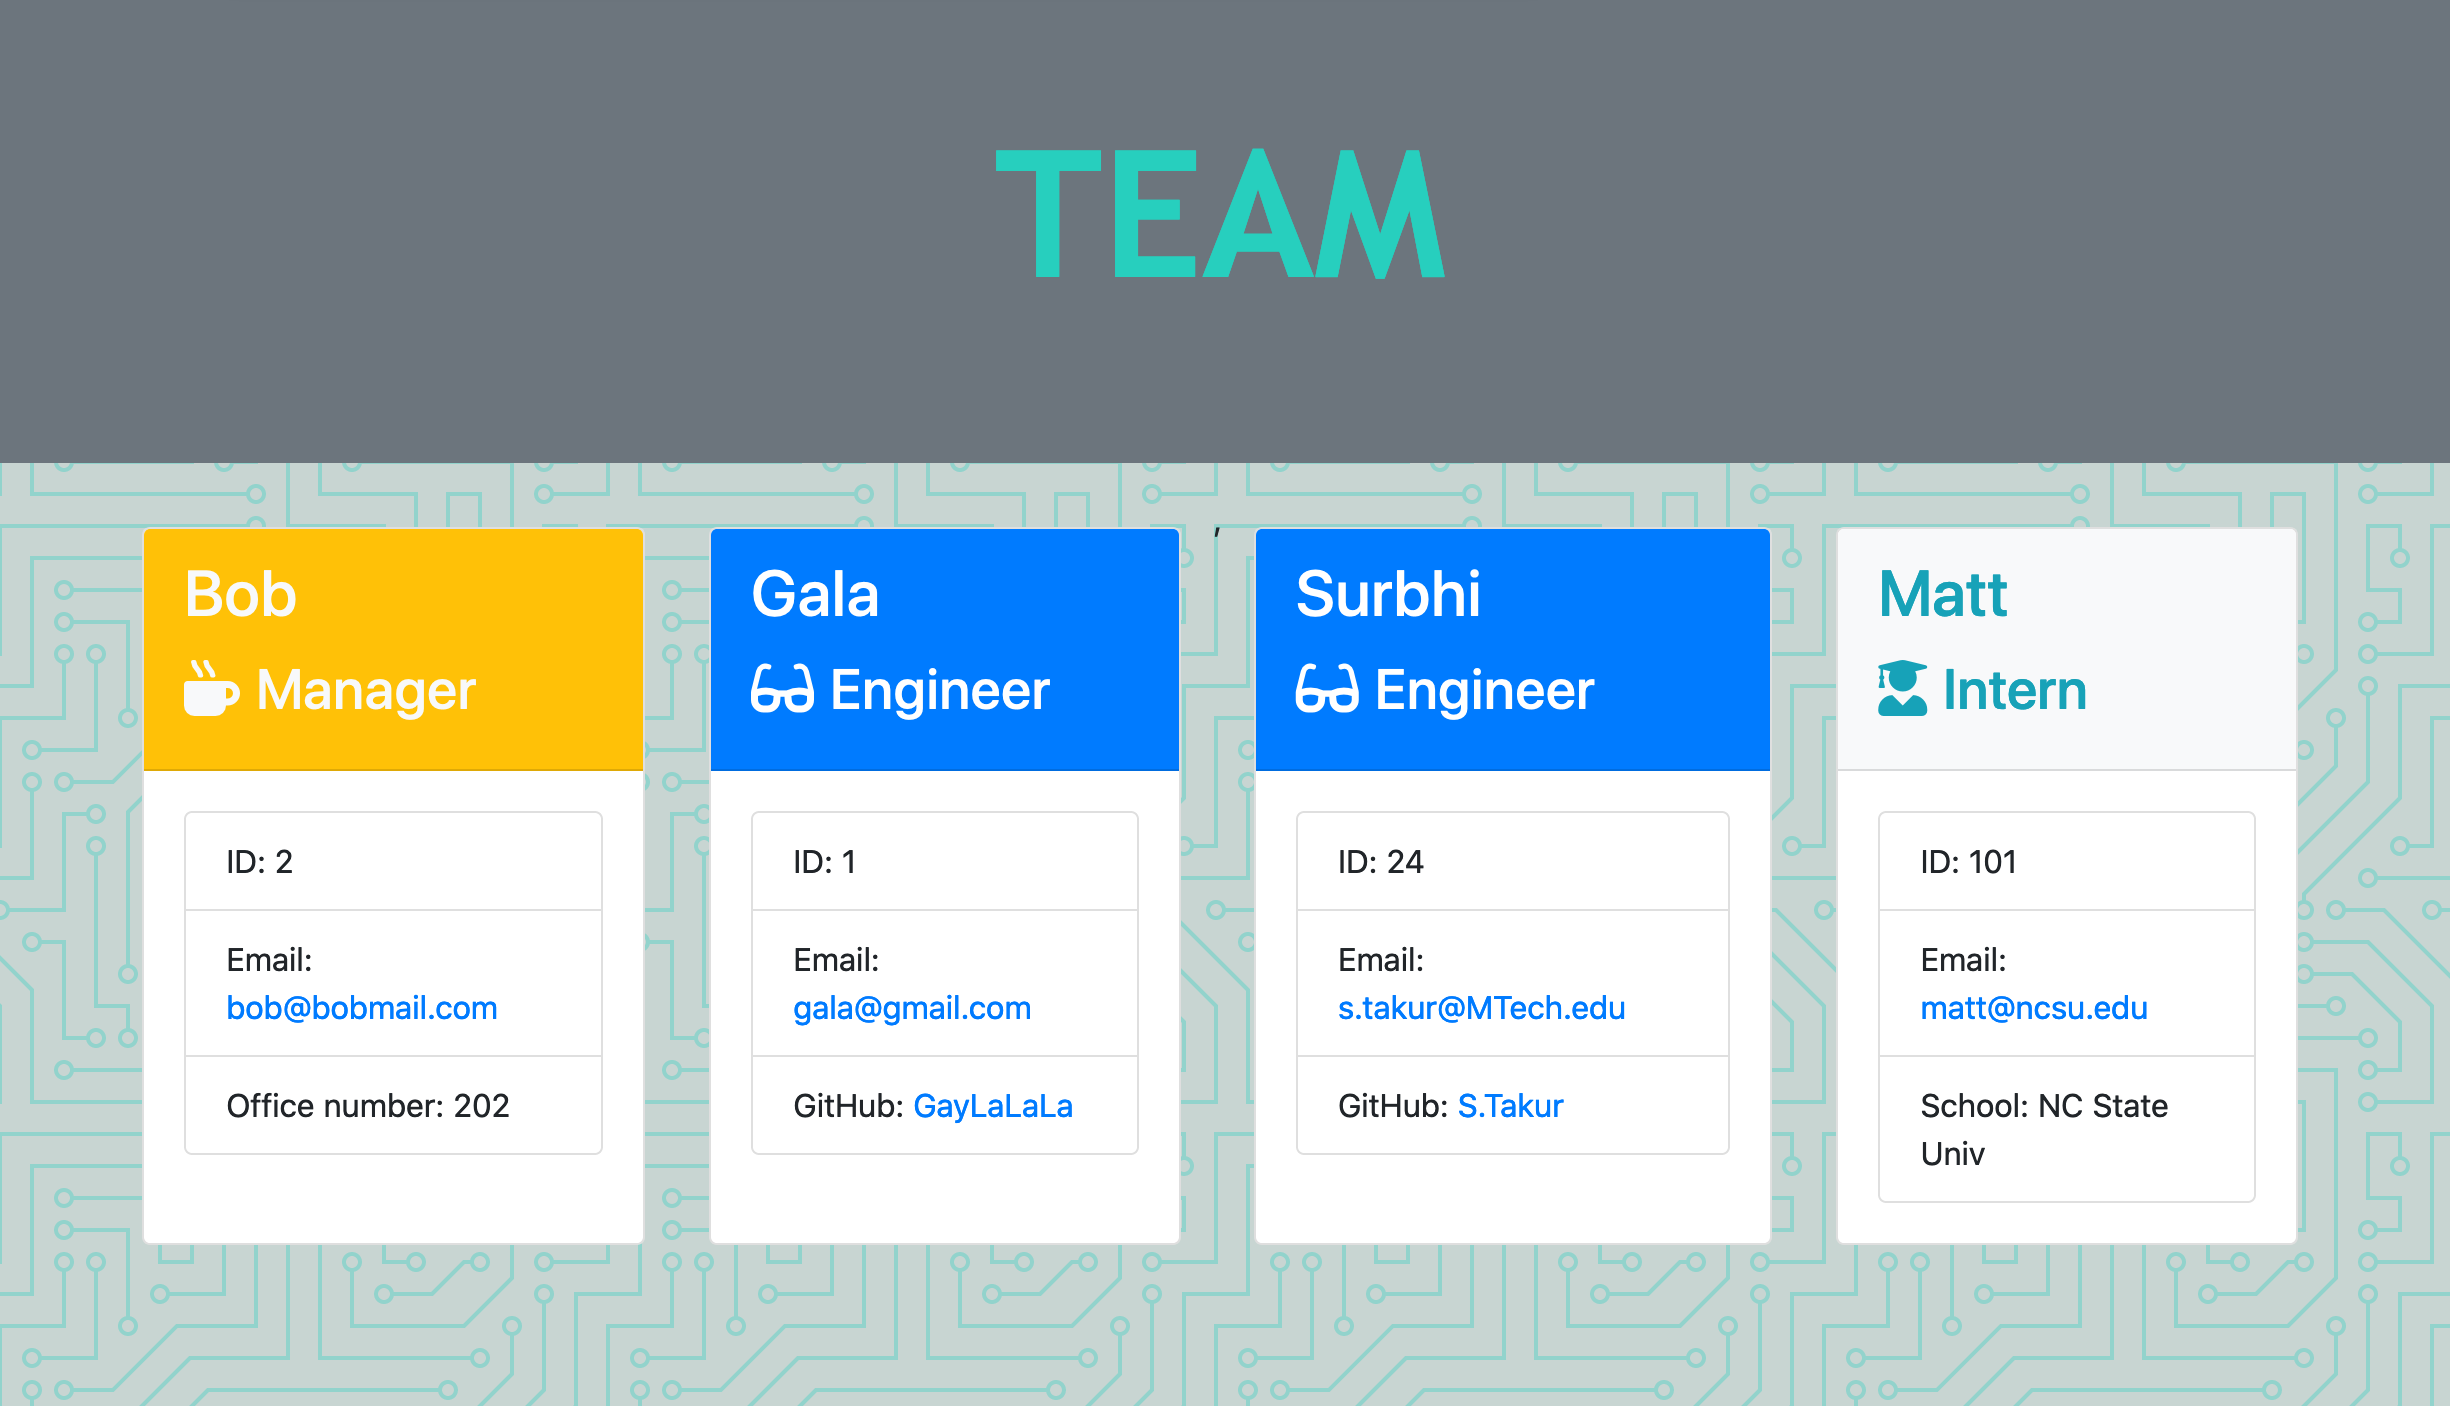 TEAM
Bob
Manager
ID: 2
Email:
bob@bobmail.com
Office number: 202
Gala
Engineer
ID: 1
Email:
gala@gmail.com
GitHub: GayLaLaLa
,
Surbhi
Engineer
ID: 24
Email:
s.takur@MTech.edu
GitHub: S.Takur
Matt
Intern
ID: 101
Email:
matt@ncsu.edu
School: NC State
Univ